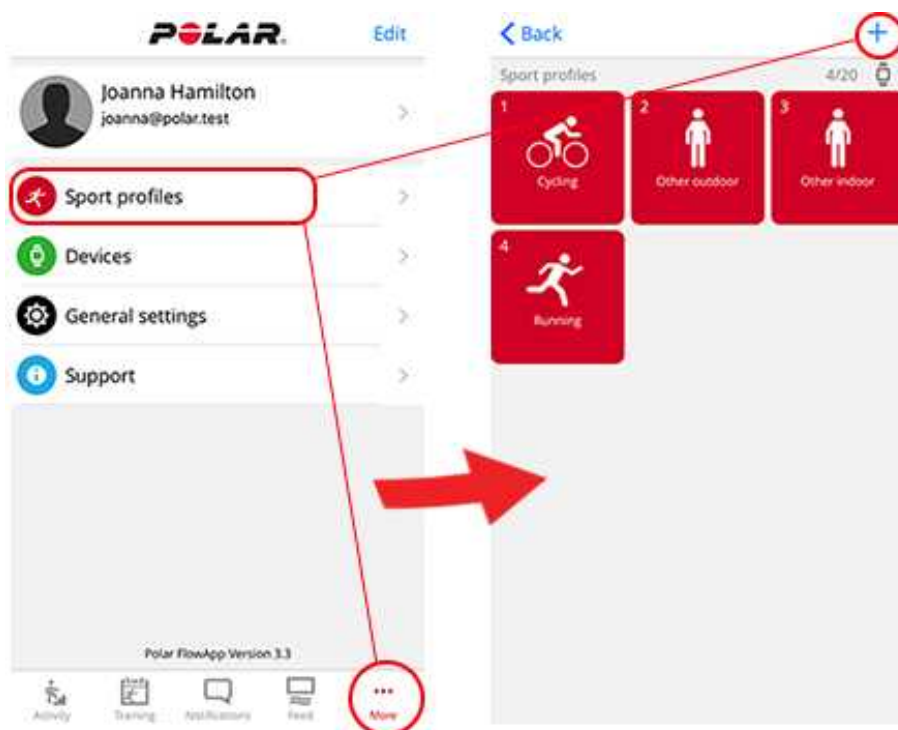 POLAR.
Edit
Joanna Hamilton
joanna@polar.test
Sport profiles
Devices
General settings
Support
Polar FlowApp Version 3.3
Activity
Training
Notifications
Feed
More
Back
+
Sport profiles
4/20
1
Cycling
2
Other outdoor
3
Other indoor
4
Running